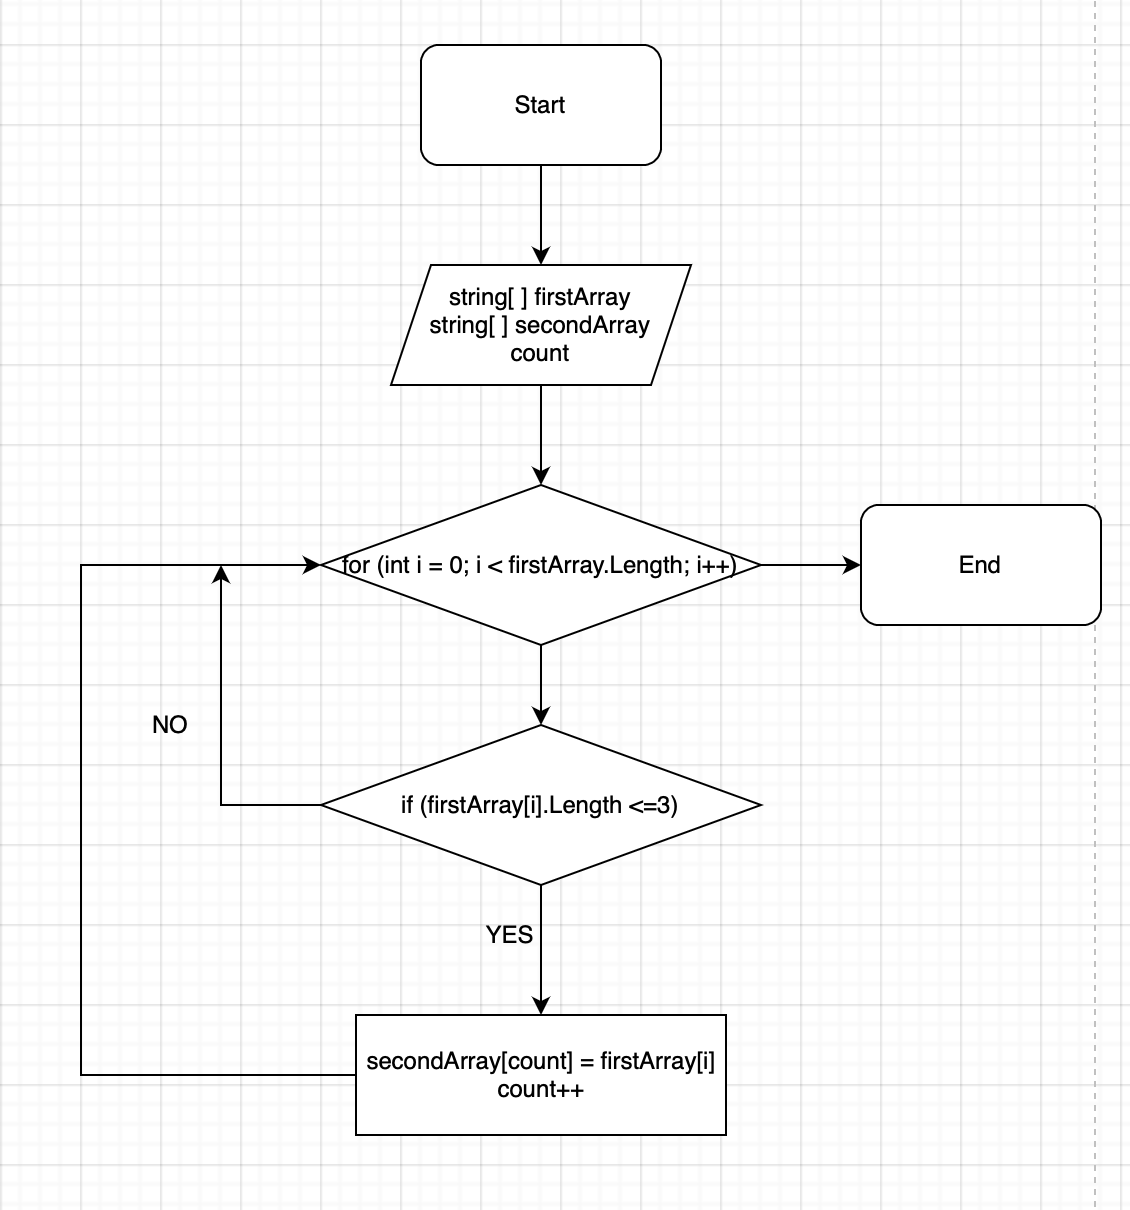 Start
string[ ] firstArray
string[ ] secondArray
count
for (int i = 0; i < firstArray.Length; i++)
End
NO
if (firstArray[i].Length <=3)
YES
secondArray[count] = firstArray[i]
count++